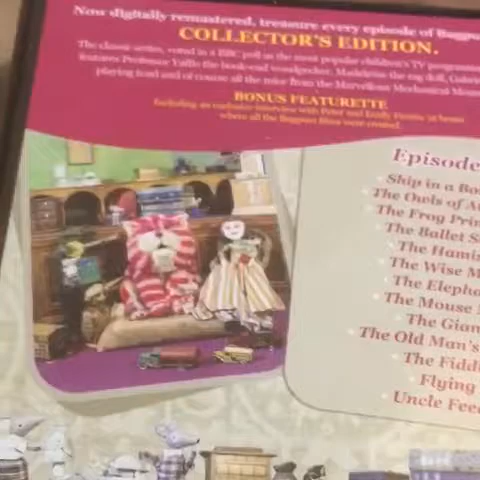 Now digitally remastered, treasure every episode of Bagpus
COLLECTOR'S EDITION.
The classic series, voted in a BBC poll as the most popular children's TV programme
features Professor Yaffle the book-end woodpecker, Madeleine the rag doll, Gabrie
playing toad and of course all the mice from the Marvellous Mechanical Mous
BONUS FEATURETTE
Including an exclusive interview with Peter and Emily Firmin at home
where all the Bagpuss films were created.
Episode
Ship in a Bo
The Owls of A
The Frog Prin
The Ballet S
The Hamis
The Wise M
The Elepha
The Mouse
The Gian
The Old Man's
The Fiddl
Flying
Uncle Fee